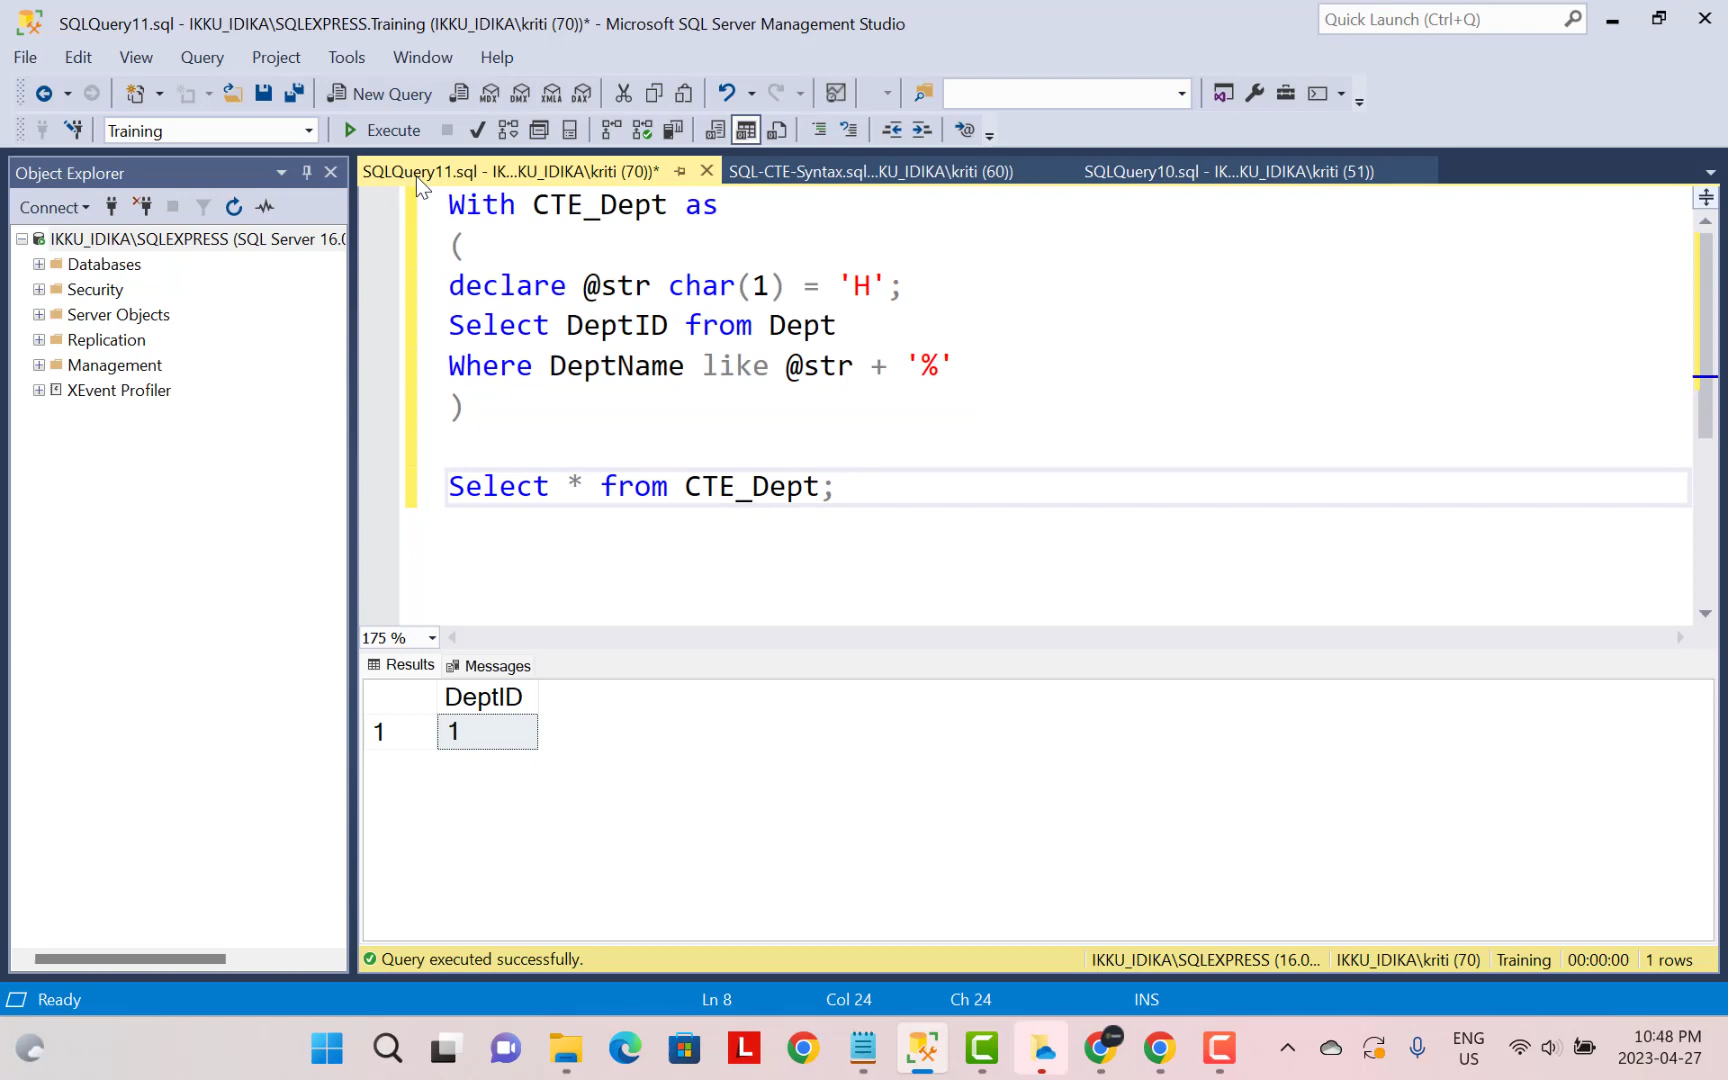 SQLQuery11.sql - IKKU_IDIKA\SQLEXPRESS.Training (IKKU_IDIKA\kriti (70))* - Microsoft SQL Server Management Studio
Quick Launch (Ctrl+Q)
File Edit View Query Project Tools Window Help
New Query MDX DMX XMLA DAX
Training Execute
Object Explorer
SQLQuery11.sql - IK...KU_IDIKA\kriti (70))* SQL-CTE-Syntax.sql...KU_IDIKA\kriti (60)) SQLQuery10.sql - IK...KU_IDIKA\kriti (51))
Connect
IKKU_IDIKA\SQLEXPRESS (SQL Server 16.0
Databases
Security
Server Objects
Replication
Management
XEvent Profiler
With CTE_Dept as
(
declare @str char(1) = 'H';
Select DeptID from Dept
Where DeptName like @str + '%'
)
Select * from CTE_Dept;
175 %
Results Messages
DeptID
1 1
Query executed successfully. IKKU_IDIKA\SQLEXPRESS (16.0... IKKU_IDIKA\kriti (70) Training 00:00:00 1 rows
Ready Ln 8 Col 24 Ch 24 INS
L C C
ENG
US
10:48 PM
2023-04-27